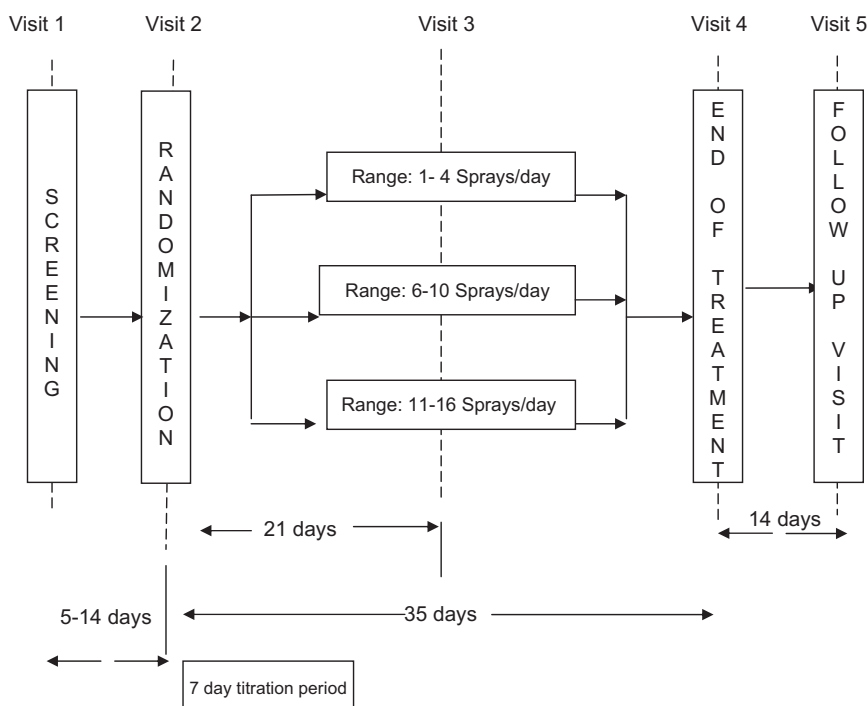 Visit 1
Visit 2
Visit 3
Visit 4
Visit 5
SCREENING
RANDOMIZATION
Range: 1- 4 Sprays/day
Range: 6-10 Sprays/day
Range: 11-16 Sprays/day
END OF TREATMENT
FOLLOW UP VISIT
21 days
14 days
5-14 days
35 days
7 day titration period